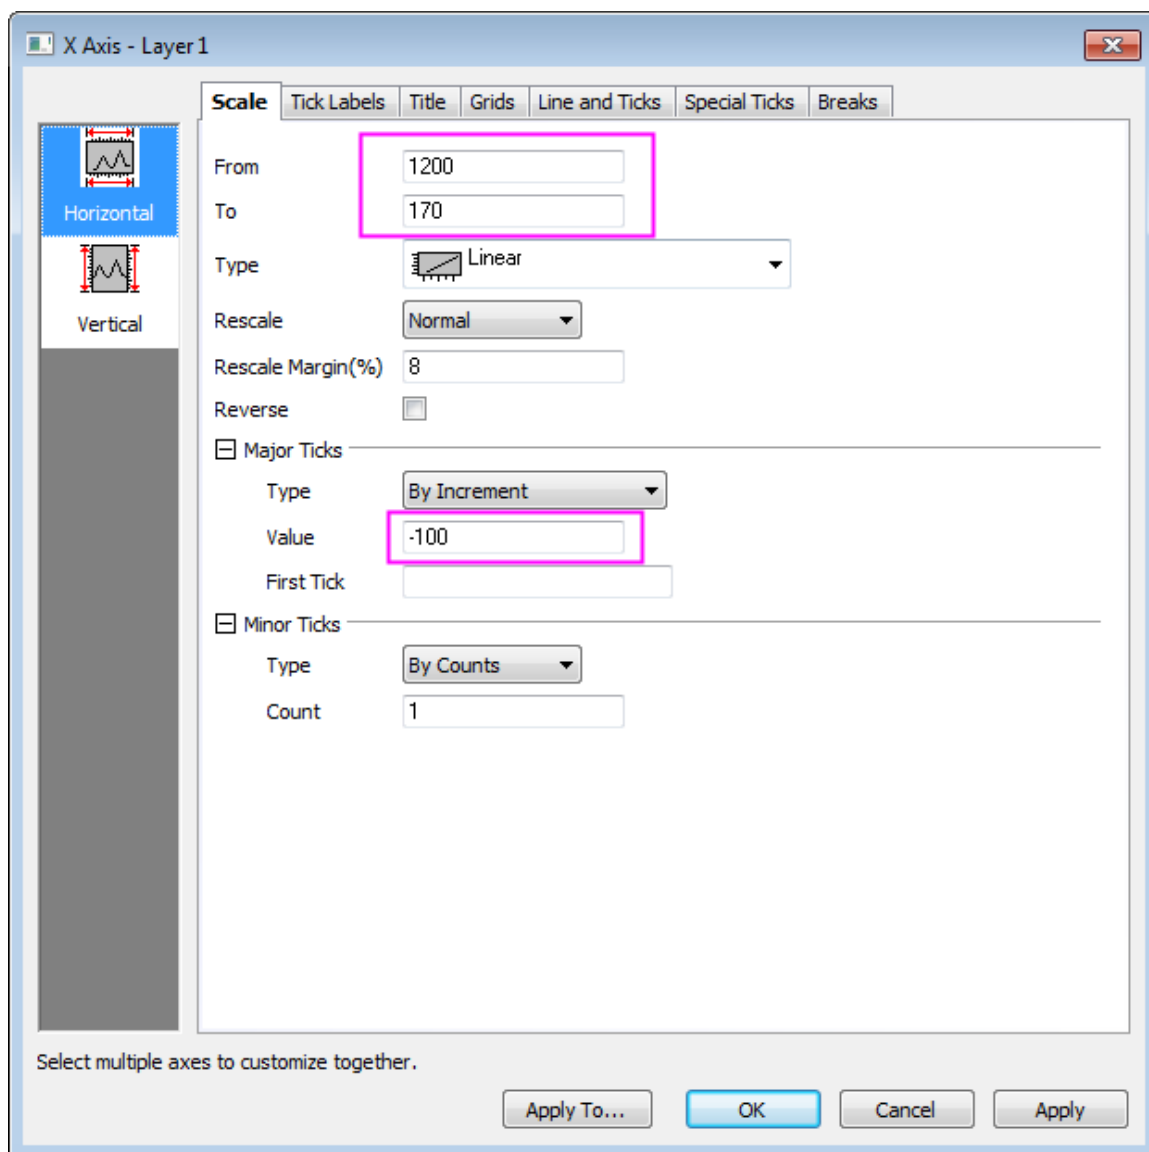 X Axis - Layer 1
Scale Tick Labels Title Grids Line and Ticks Special Ticks Breaks
Horizontal
Vertical
From 1200
To 170
Type Linear
Rescale Normal
Rescale Margin(%) 8
Reverse
Major Ticks
Type By Increment
Value -100
First Tick
Minor Ticks
Type By Counts
Count 1
Select multiple axes to customize together.
Apply To... OK Cancel Apply